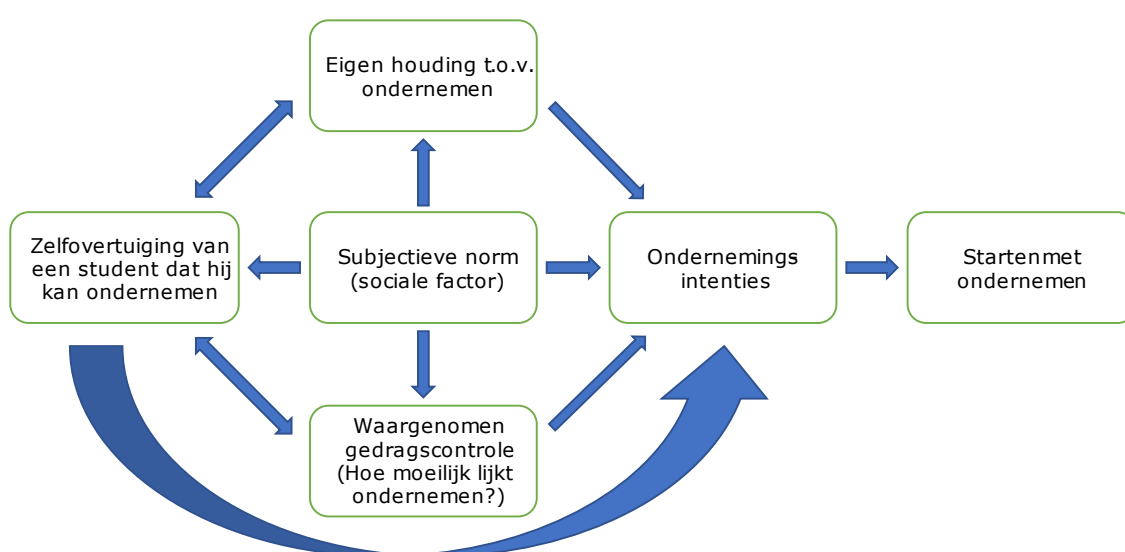 Eigen houding t.o.v.
ondernemen
Zelfovertuiging van
een student dat hij
kan ondernemen
Subjectieve norm
(sociale factor)
Ondernemings
intenties
Startenmet
ondernemen
Waargenomen
gedragscontrole
(Hoe moeilijk lijkt
ondernemen?)